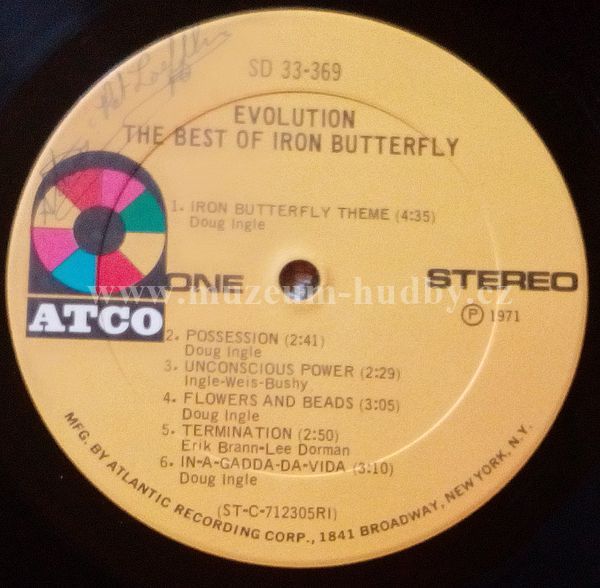 Pat Loeffler
SD 33-369
EVOLUTION
THE BEST OF IRON BUTTERFLY
1. IRON BUTTERFLY THEME (4:35)
Doug Ingle
ONE
STEREO
www.muzeum-hudby.cz
ATCO
Ⓟ 1971
2. POSSESSION (2:41)
Doug Ingle
3. UNCONSCIOUS POWER (2:29)
Ingle-Weis-Bushy
4. FLOWERS AND BEADS (3:05)
Doug Ingle
5. TERMINATION (2:50)
Erik Brann-Lee Dorman
6. IN-A-GADDA-DA-VIDA (3:10)
Doug Ingle
(ST-C-712305RI)
MFG. BY ATLANTIC RECORDING CORP., 1841 BROADWAY, NEW YORK, N.Y.